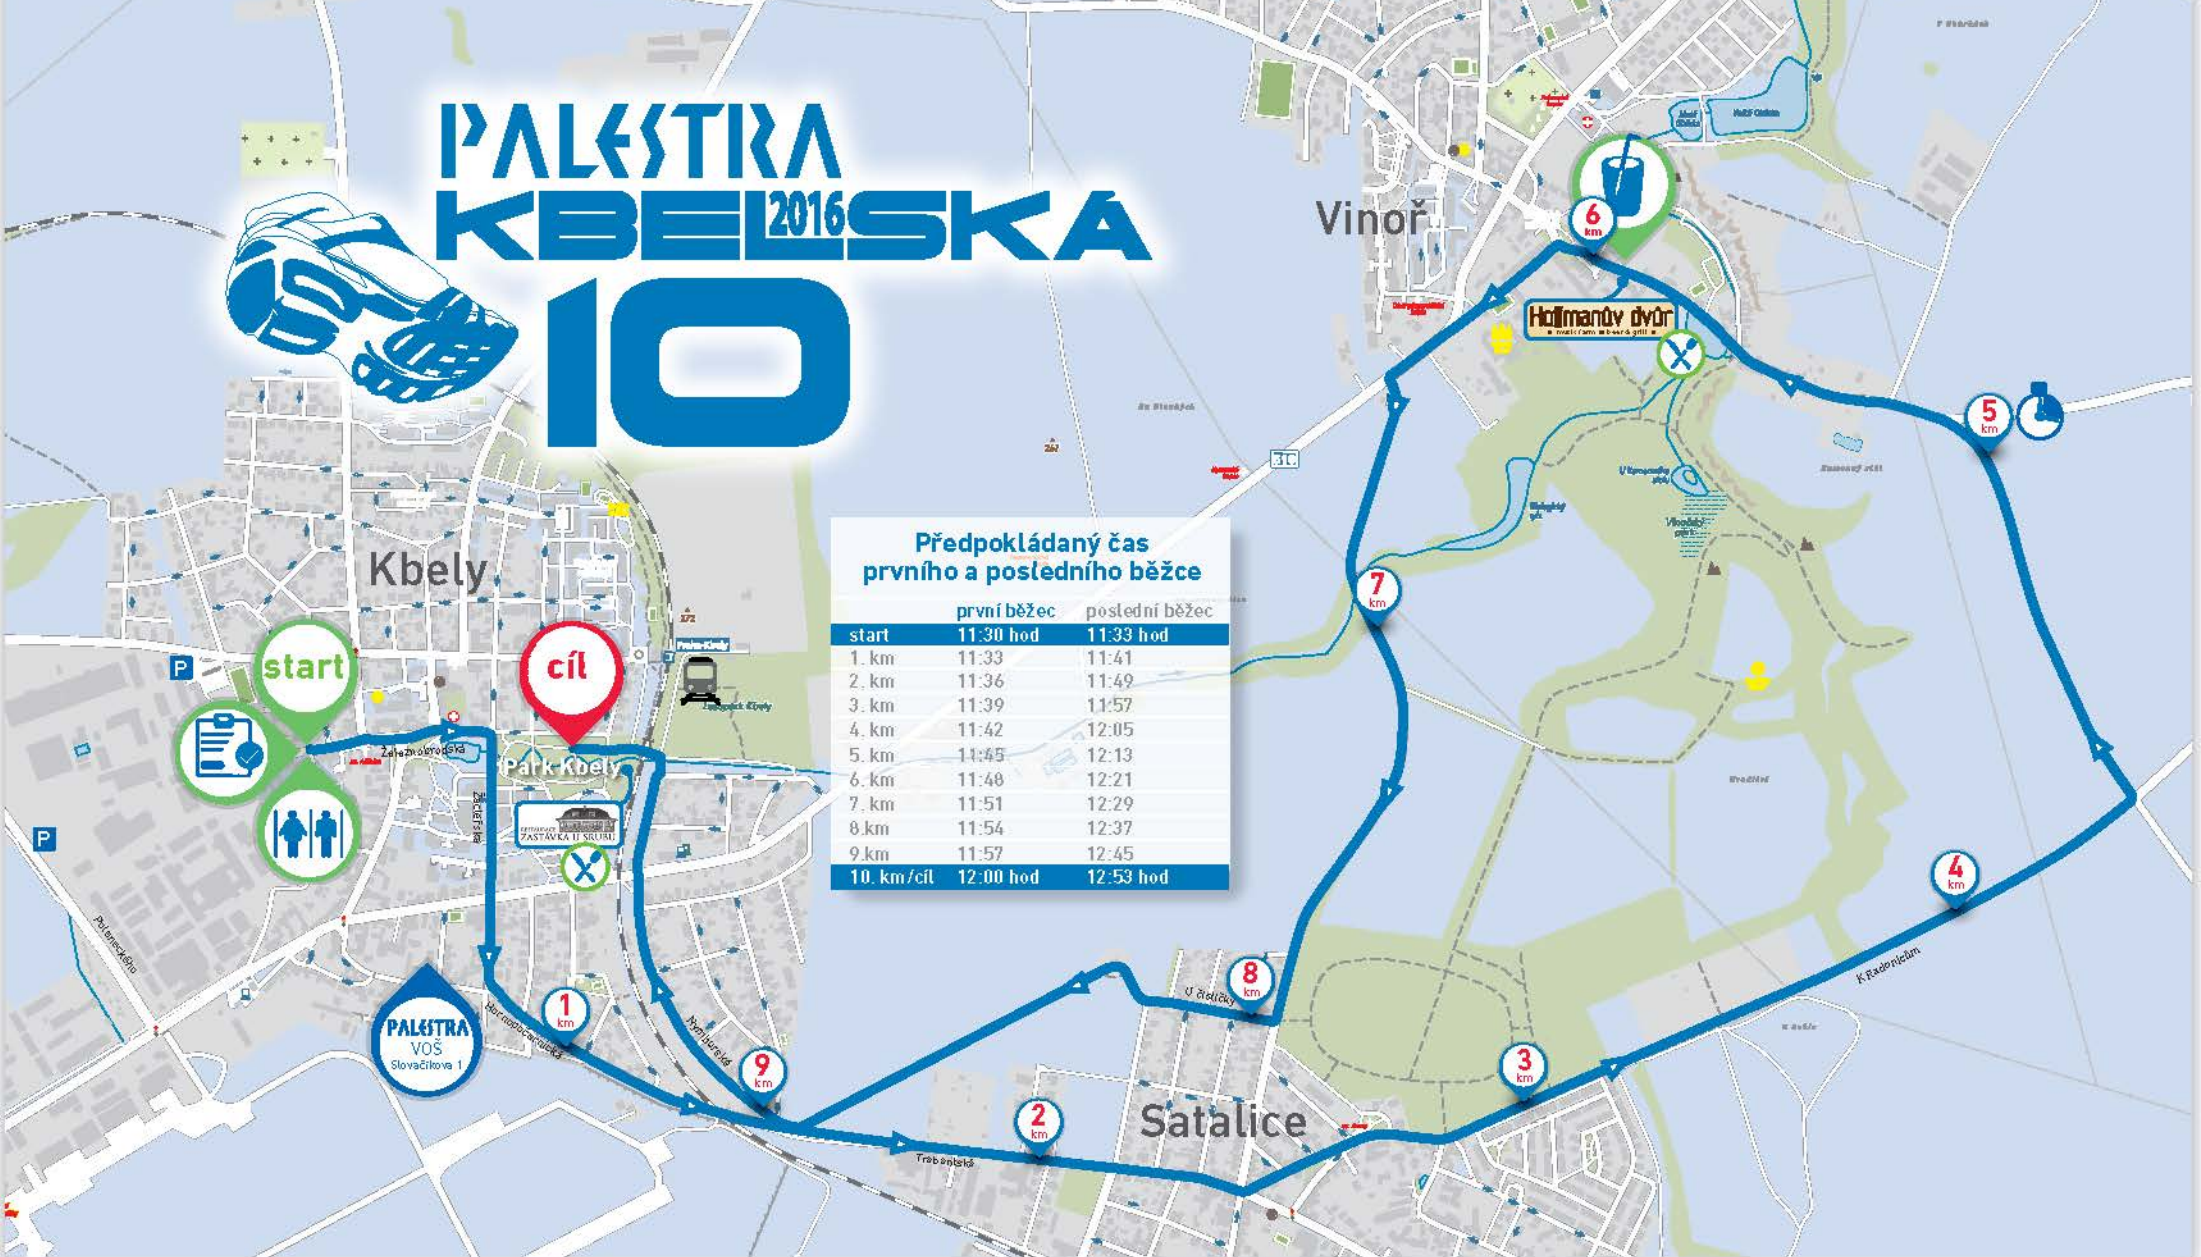 PALESTRA
KBELSKÁ
2016
10
Vinoř
6
km
Hoffmanův dvůr
5
km
Kbely
Předpokládaný čas
prvního a posledního běžce
první běžec poslední běžec
start 11:30 hod 11:33 hod
1. km 11:33 11:41
2. km 11:36 11:49
3. km 11:39 11:57
4. km 11:42 12:05
5. km 11:45 12:13
6. km 11:48 12:21
7. km 11:51 12:29
8.km 11:54 12:37
9.km 11:57 12:45
10. km/cíl 12:00 hod 12:53 hod
7
km
P
start
cíl
Praha-Kbely
Železnobrodská
Park Kbely
Žacléřská
ZASTÁVKA U SRUBU
P
4
km
K Radonicům
Polaneckého
8
km
U čističky
1
km
Hornopočernická
PALESTRA
VOŠ
Slovačíkova 1
Nymburská
9
km
3
km
2
km
Satalice
Trabantská